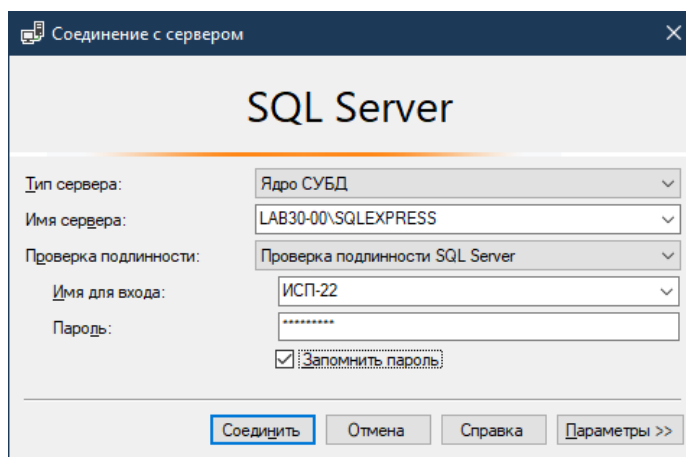 Соединение с сервером
SQL Server
Тип сервера: Ядро СУБД
Имя сервера: LAB30-00\SQLEXPRESS
Проверка подлинности: Проверка подлинности SQL Server
Имя для входа: ИСП-22
Пароль: *********
Запомнить пароль
Соединить Отмена Справка Параметры >>